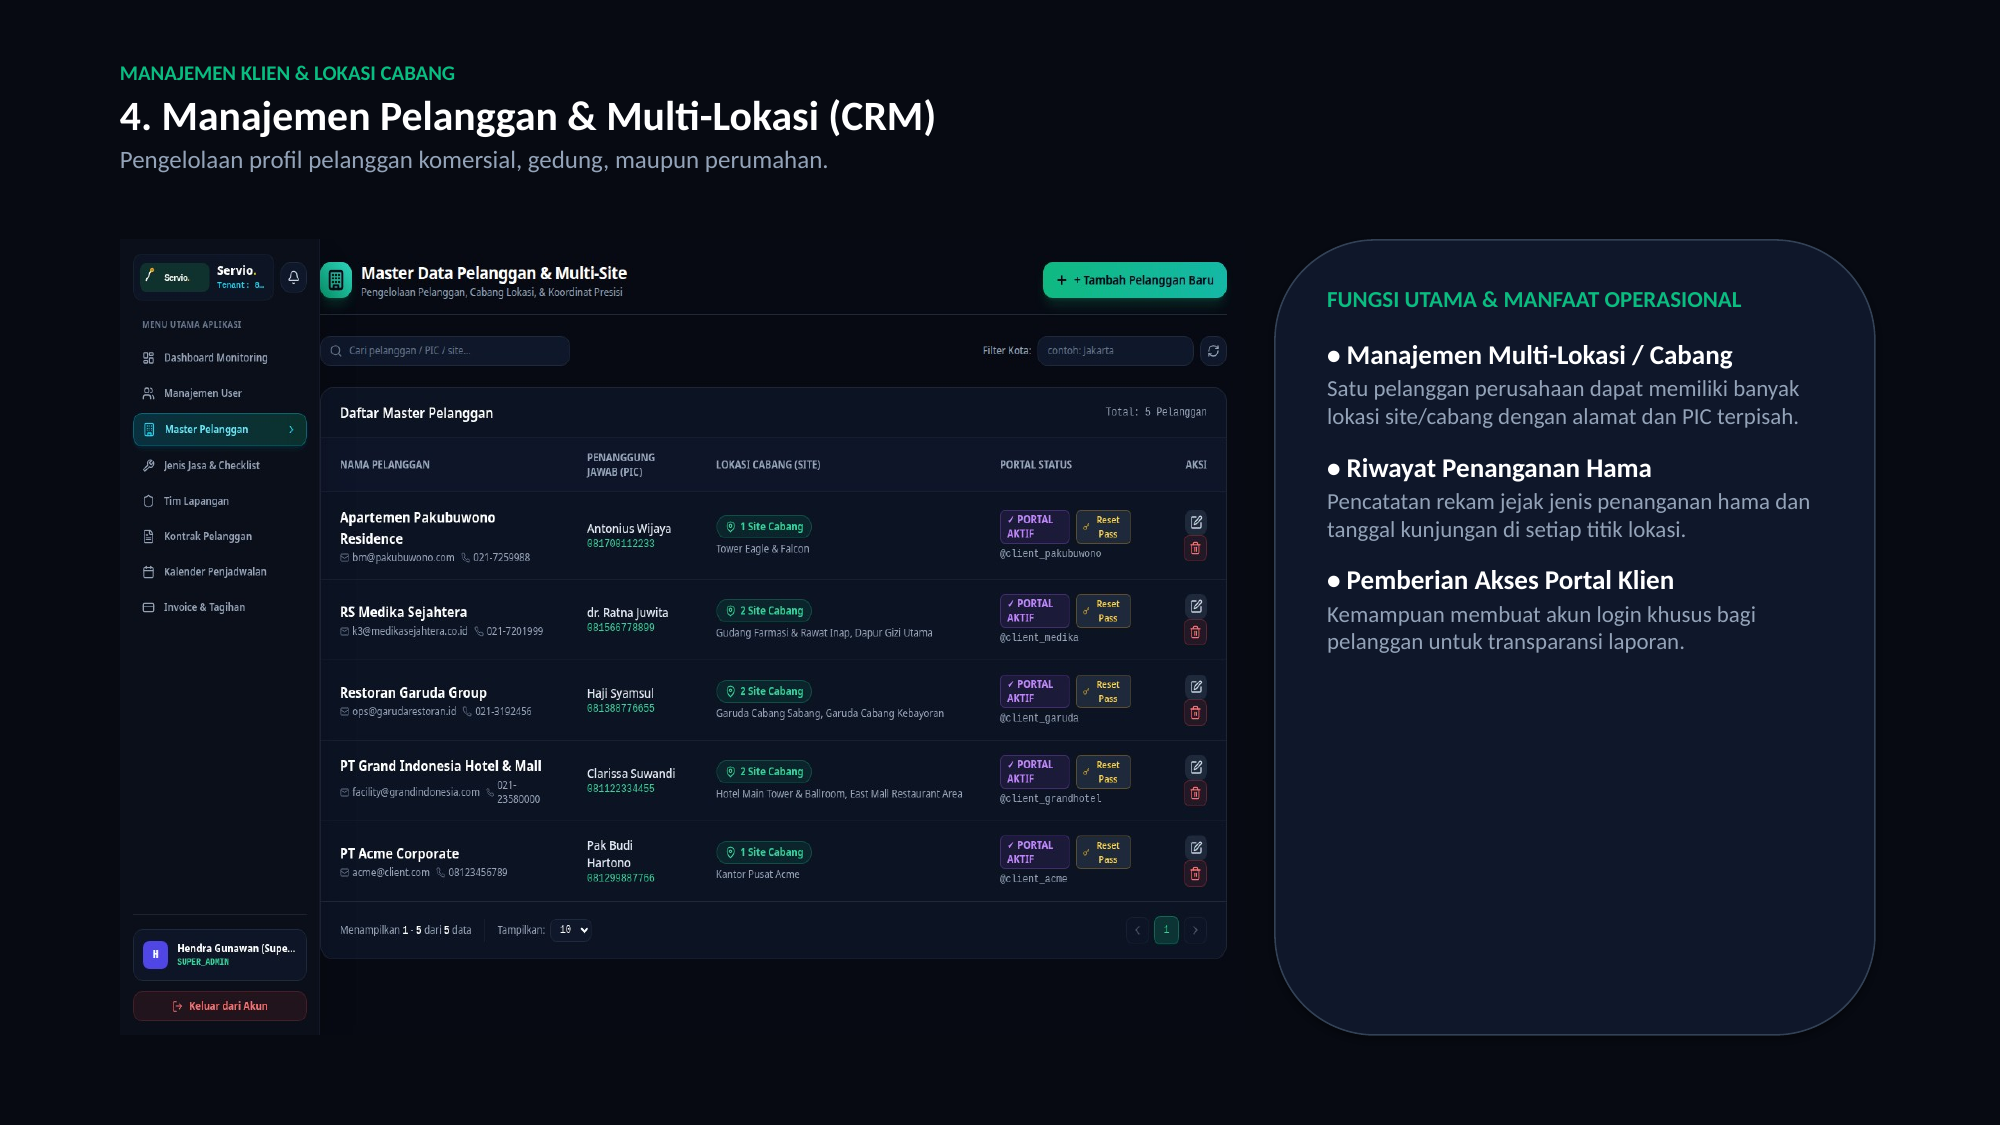 MANAJEMEN KLIEN & LOKASI CABANG
4. Manajemen Pelanggan & Multi-Lokasi (CRM)
Pengelolaan profil pelanggan komersial, gedung, maupun perumahan.
Servio.
Servio.
Tenant: B…
MENU UTAMA APLIKASI
Dashboard Monitoring
Manajemen User
Master Pelanggan
Jenis Jasa & Checklist
Tim Lapangan
Kontrak Pelanggan
Kalender Penjadwalan
Invoice & Tagihan
Hendra Gunawan (Supe...
H
SUPER_ADMIN
Keluar dari Akun
Master Data Pelanggan & Multi-Site
Pengelolaan Pelanggan, Cabang Lokasi, & Koordinat Presisi
+ Tambah Pelanggan Baru
Cari pelanggan / PIC / site...
Filter Kota:
contoh: Jakarta
Daftar Master Pelanggan
Total: 5 Pelanggan
NAMA PELANGGAN
PENANGGUNG
JAWAB (PIC)
LOKASI CABANG (SITE)
PORTAL STATUS
AKSI
Apartemen Pakubuwono
Residence
bm@pakubuwono.com 021-7259988
Antonius Wijaya
081700112233
1 Site Cabang
Tower Eagle & Falcon
✓ PORTAL
AKTIF
Reset
Pass
@client_pakubuwono
RS Medika Sejahtera
k3@medikasejahtera.co.id 021-7201999
dr. Ratna Juwita
081566778899
2 Site Cabang
Gudang Farmasi & Rawat Inap, Dapur Gizi Utama
✓ PORTAL
AKTIF
Reset
Pass
@client_medika
Restoran Garuda Group
ops@garudarestoran.id 021-3192456
Haji Syamsul
081388776655
2 Site Cabang
Garuda Cabang Sabang, Garuda Cabang Kebayoran
✓ PORTAL
AKTIF
Reset
Pass
@client_garuda
PT Grand Indonesia Hotel & Mall
facility@grandindonesia.com 021-
23580000
Clarissa Suwandi
081122334455
2 Site Cabang
Hotel Main Tower & Ballroom, East Mall Restaurant Area
✓ PORTAL
AKTIF
Reset
Pass
@client_grandhotel
PT Acme Corporate
acme@client.com 08123456789
Pak Budi
Hartono
081299887766
1 Site Cabang
Kantor Pusat Acme
✓ PORTAL
AKTIF
Reset
Pass
@client_acme
Menampilkan 1 - 5 dari 5 data
Tampilkan: 10
1
FUNGSI UTAMA & MANFAAT OPERASIONAL
● Manajemen Multi-Lokasi / Cabang
Satu pelanggan perusahaan dapat memiliki banyak
lokasi site/cabang dengan alamat dan PIC terpisah.
● Riwayat Penanganan Hama
Pencatatan rekam jejak jenis penanganan hama dan
tanggal kunjungan di setiap titik lokasi.
● Pemberian Akses Portal Klien
Kemampuan membuat akun login khusus bagi
pelanggan untuk transparansi laporan.